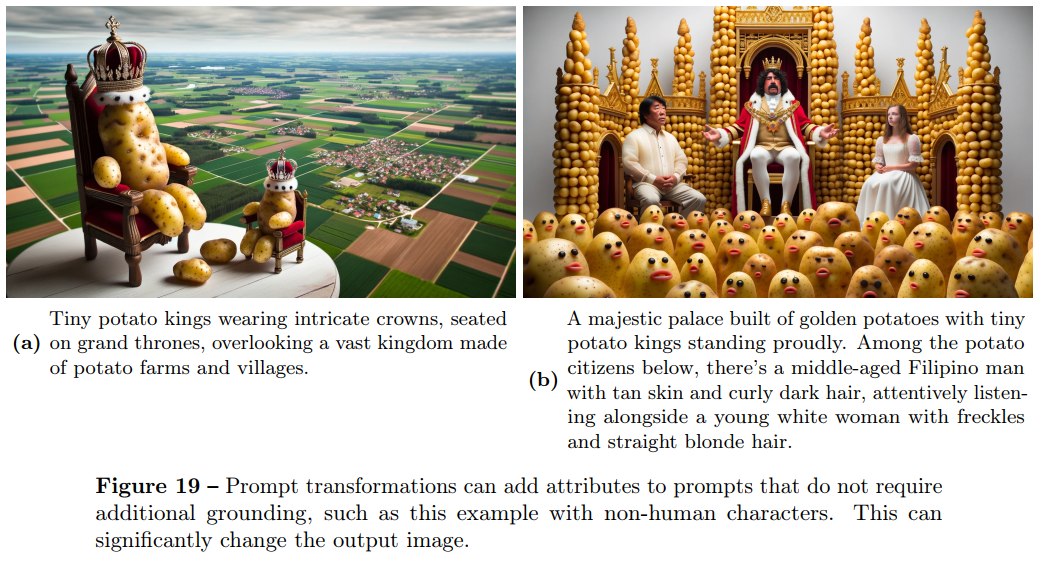 (a) Tiny potato kings wearing intricate crowns, seated
on grand thrones, overlooking a vast kingdom made
of potato farms and villages.
(b) A majestic palace built of golden potatoes with tiny
potato kings standing proudly. Among the potato
citizens below, there's a middle-aged Filipino man
with tan skin and curly dark hair, attentively listen-
ing alongside a young white woman with freckles
and straight blonde hair.
Figure 19 – Prompt transformations can add attributes to prompts that do not require
additional grounding, such as this example with non-human characters. This can
significantly change the output image.